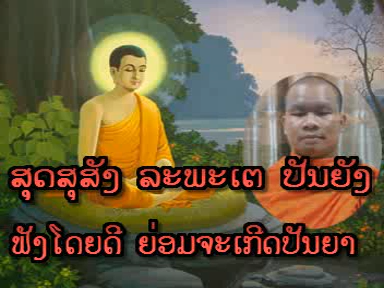 ສຸດສຸສັງ ລະພະເຕ ປັນຍັງ
ຟັງໂດຍດີ ຍ່ອມຈະເກີດປັນຍາ